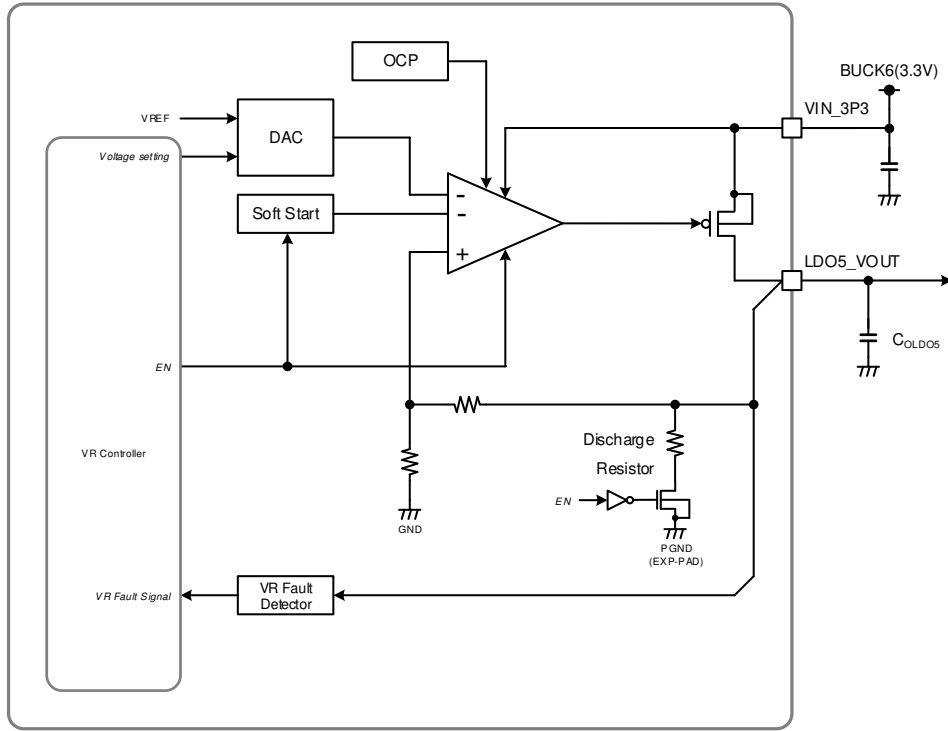 OCP
BUCK6(3.3V)
VIN_3P3
VREF
DAC
Voltage setting
Soft Start
-
-
+
LDO5_VOUT
COLDO5
EN
VR Controller
Discharge
Resistor
EN
GND
PGND
(EXP-PAD)
VR Fault Signal
VR Fault
Detector